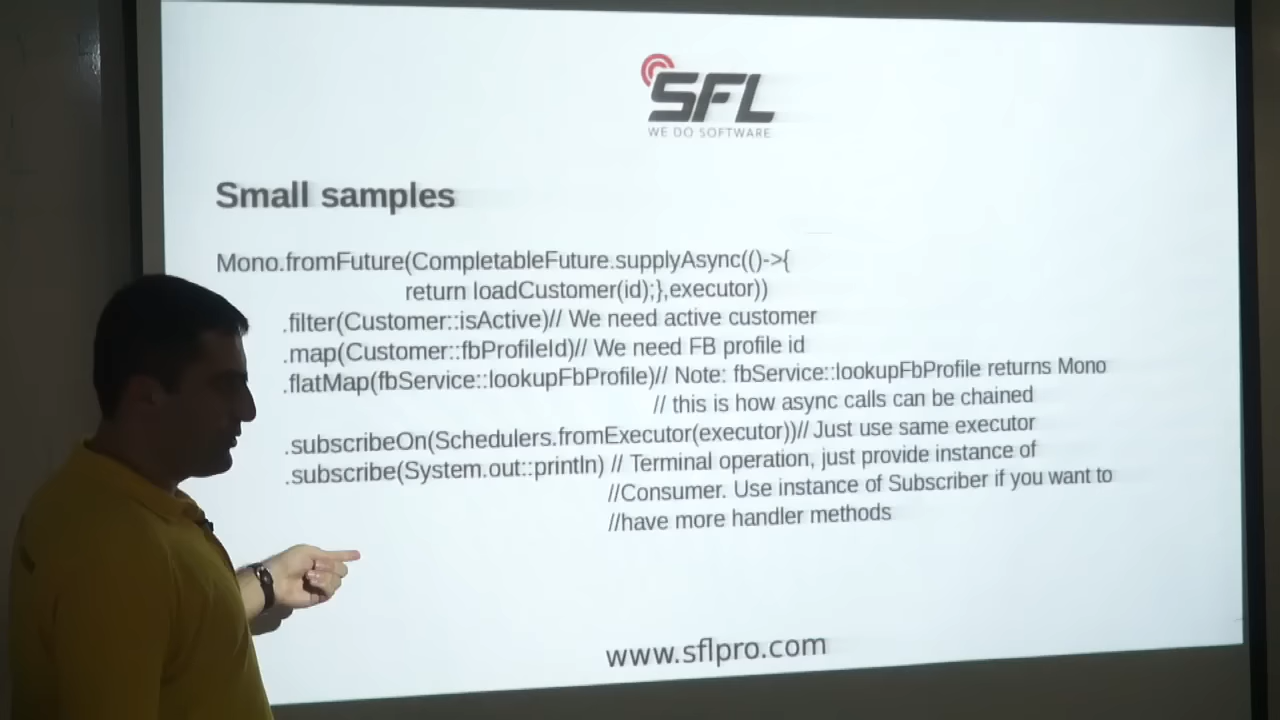 SFL
WE DO SOFTWARE
Small samples
Mono.fromFuture(CompletableFuture.supplyAsync(()->{
return loadCustomer(id);},executor))
.filter(Customer::isActive)// We need active customer
.map(Customer::fbProfileId)// We need FB profile id
.flatMap(fbService::lookupFbProfile)// Note: fbService::lookupFbProfile returns Mono
// this is how async calls can be chained
.subscribeOn(Schedulers.fromExecutor(executor))// Just use same executor
.subscribe(System.out::println) // Terminal operation, just provide instance of
//Consumer. Use instance of Subscriber if you want to
//have more handler methods
www.sflpro.com